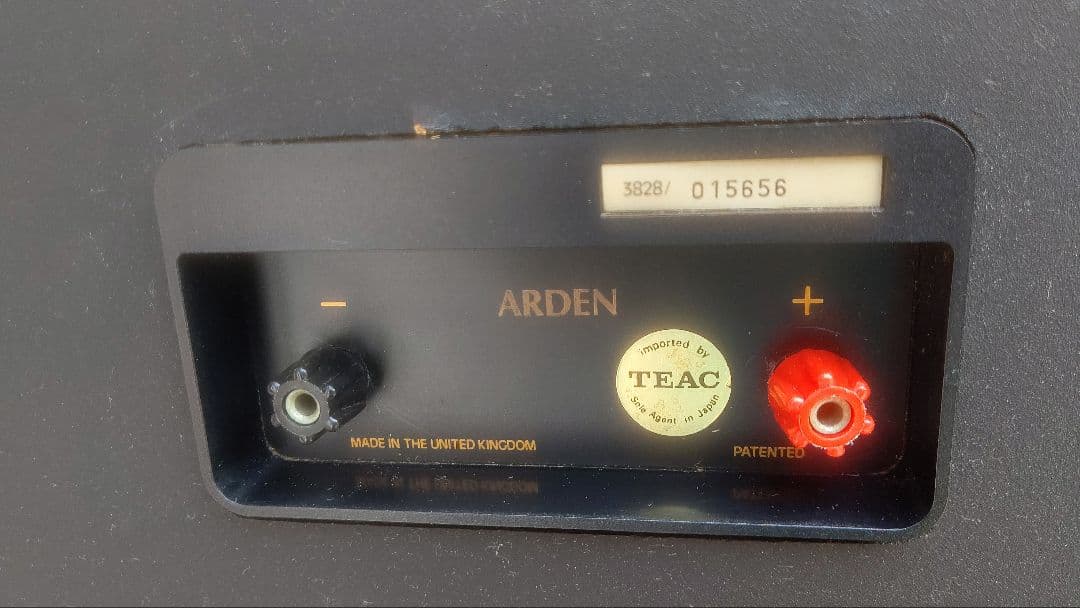 3828/ 015656
− ARDEN +
imported by
TEAC
Sole Agent in Japan
MADE IN THE UNITED KINGDOM
PATENTED